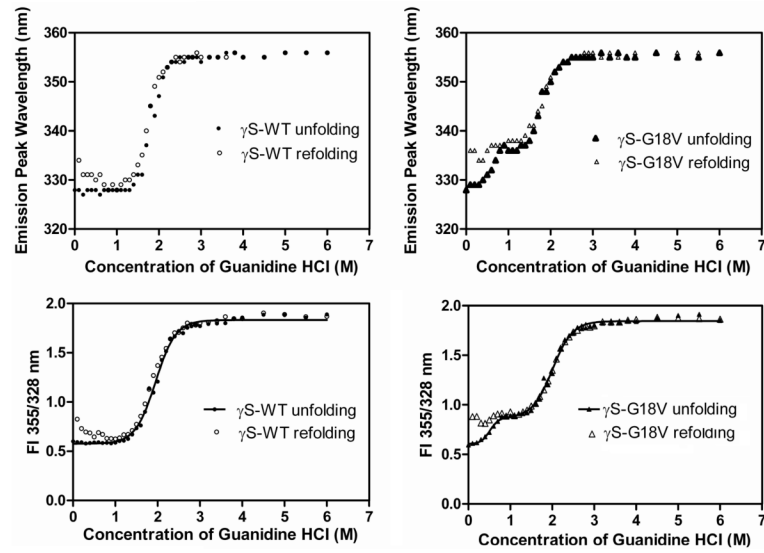 Emission Peak Wavelength (nm)
360
350
340
330
320
0 1 2 3 4 5 6 7
Concentration of Guanidine HCl (M)
γS-WT unfolding
γS-WT refolding
Emission Peak Wavelength (nm)
360
350
340
330
320
0 1 2 3 4 5 6 7
Concentration of Guanidine HCl (M)
γS-G18V unfolding
γS-G18V refolding
FI 355/328 nm
2.0
1.5
1.0
0.5
0.0
0 1 2 3 4 5 6 7
Concentration of Guanidine HCl (M)
γS-WT unfolding
γS-WT refolding
FI 355/328 nm
2.0
1.5
1.0
0.5
0.0
0 1 2 3 4 5 6 7
Concentration of Guanidine HCl (M)
γS-G18V unfolding
γS-G18V refolding